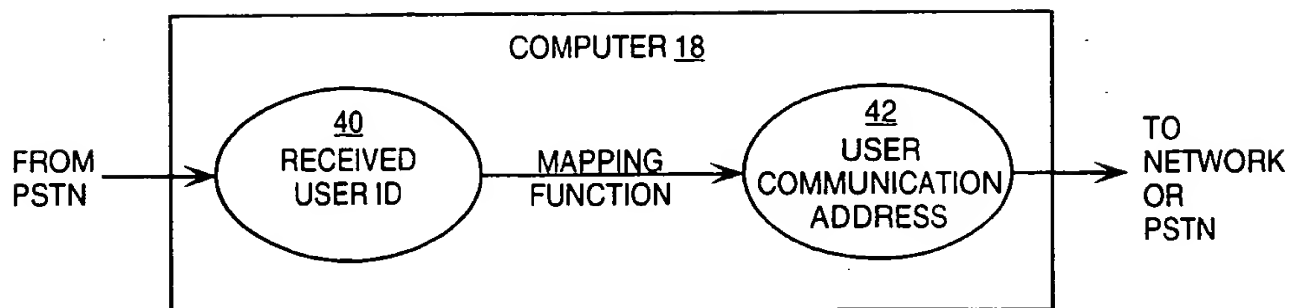 COMPUTER 18
FROM
PSTN
40
RECEIVED
USER ID
MAPPING
FUNCTION
42
USER
COMMUNICATION
ADDRESS
TO
NETWORK
OR
PSTN